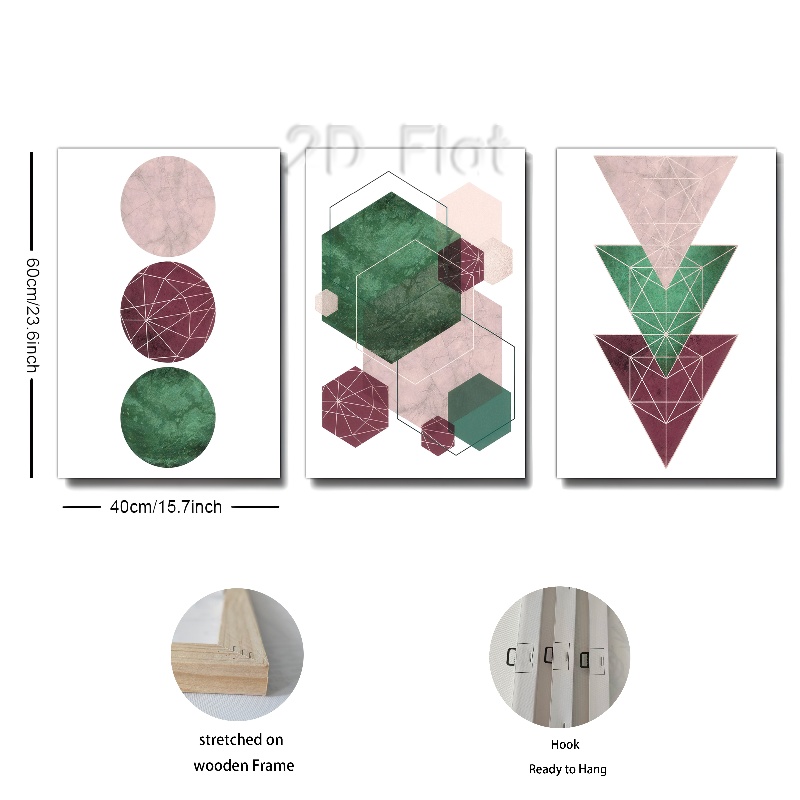 2D Flat
60cm/23.6inch
40cm/15.7inch
stretched on
wooden Frame
Hook
Ready to Hang